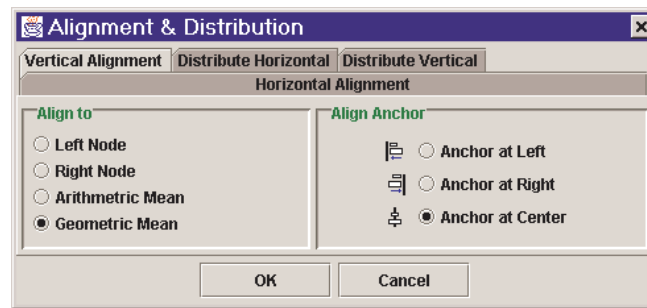 Alignment & Distribution
Vertical Alignment Distribute Horizontal Distribute Vertical
Horizontal Alignment
Align to
Left Node
Right Node
Arithmetric Mean
Geometric Mean
Align Anchor
Anchor at Left
Anchor at Right
Anchor at Center
OK Cancel